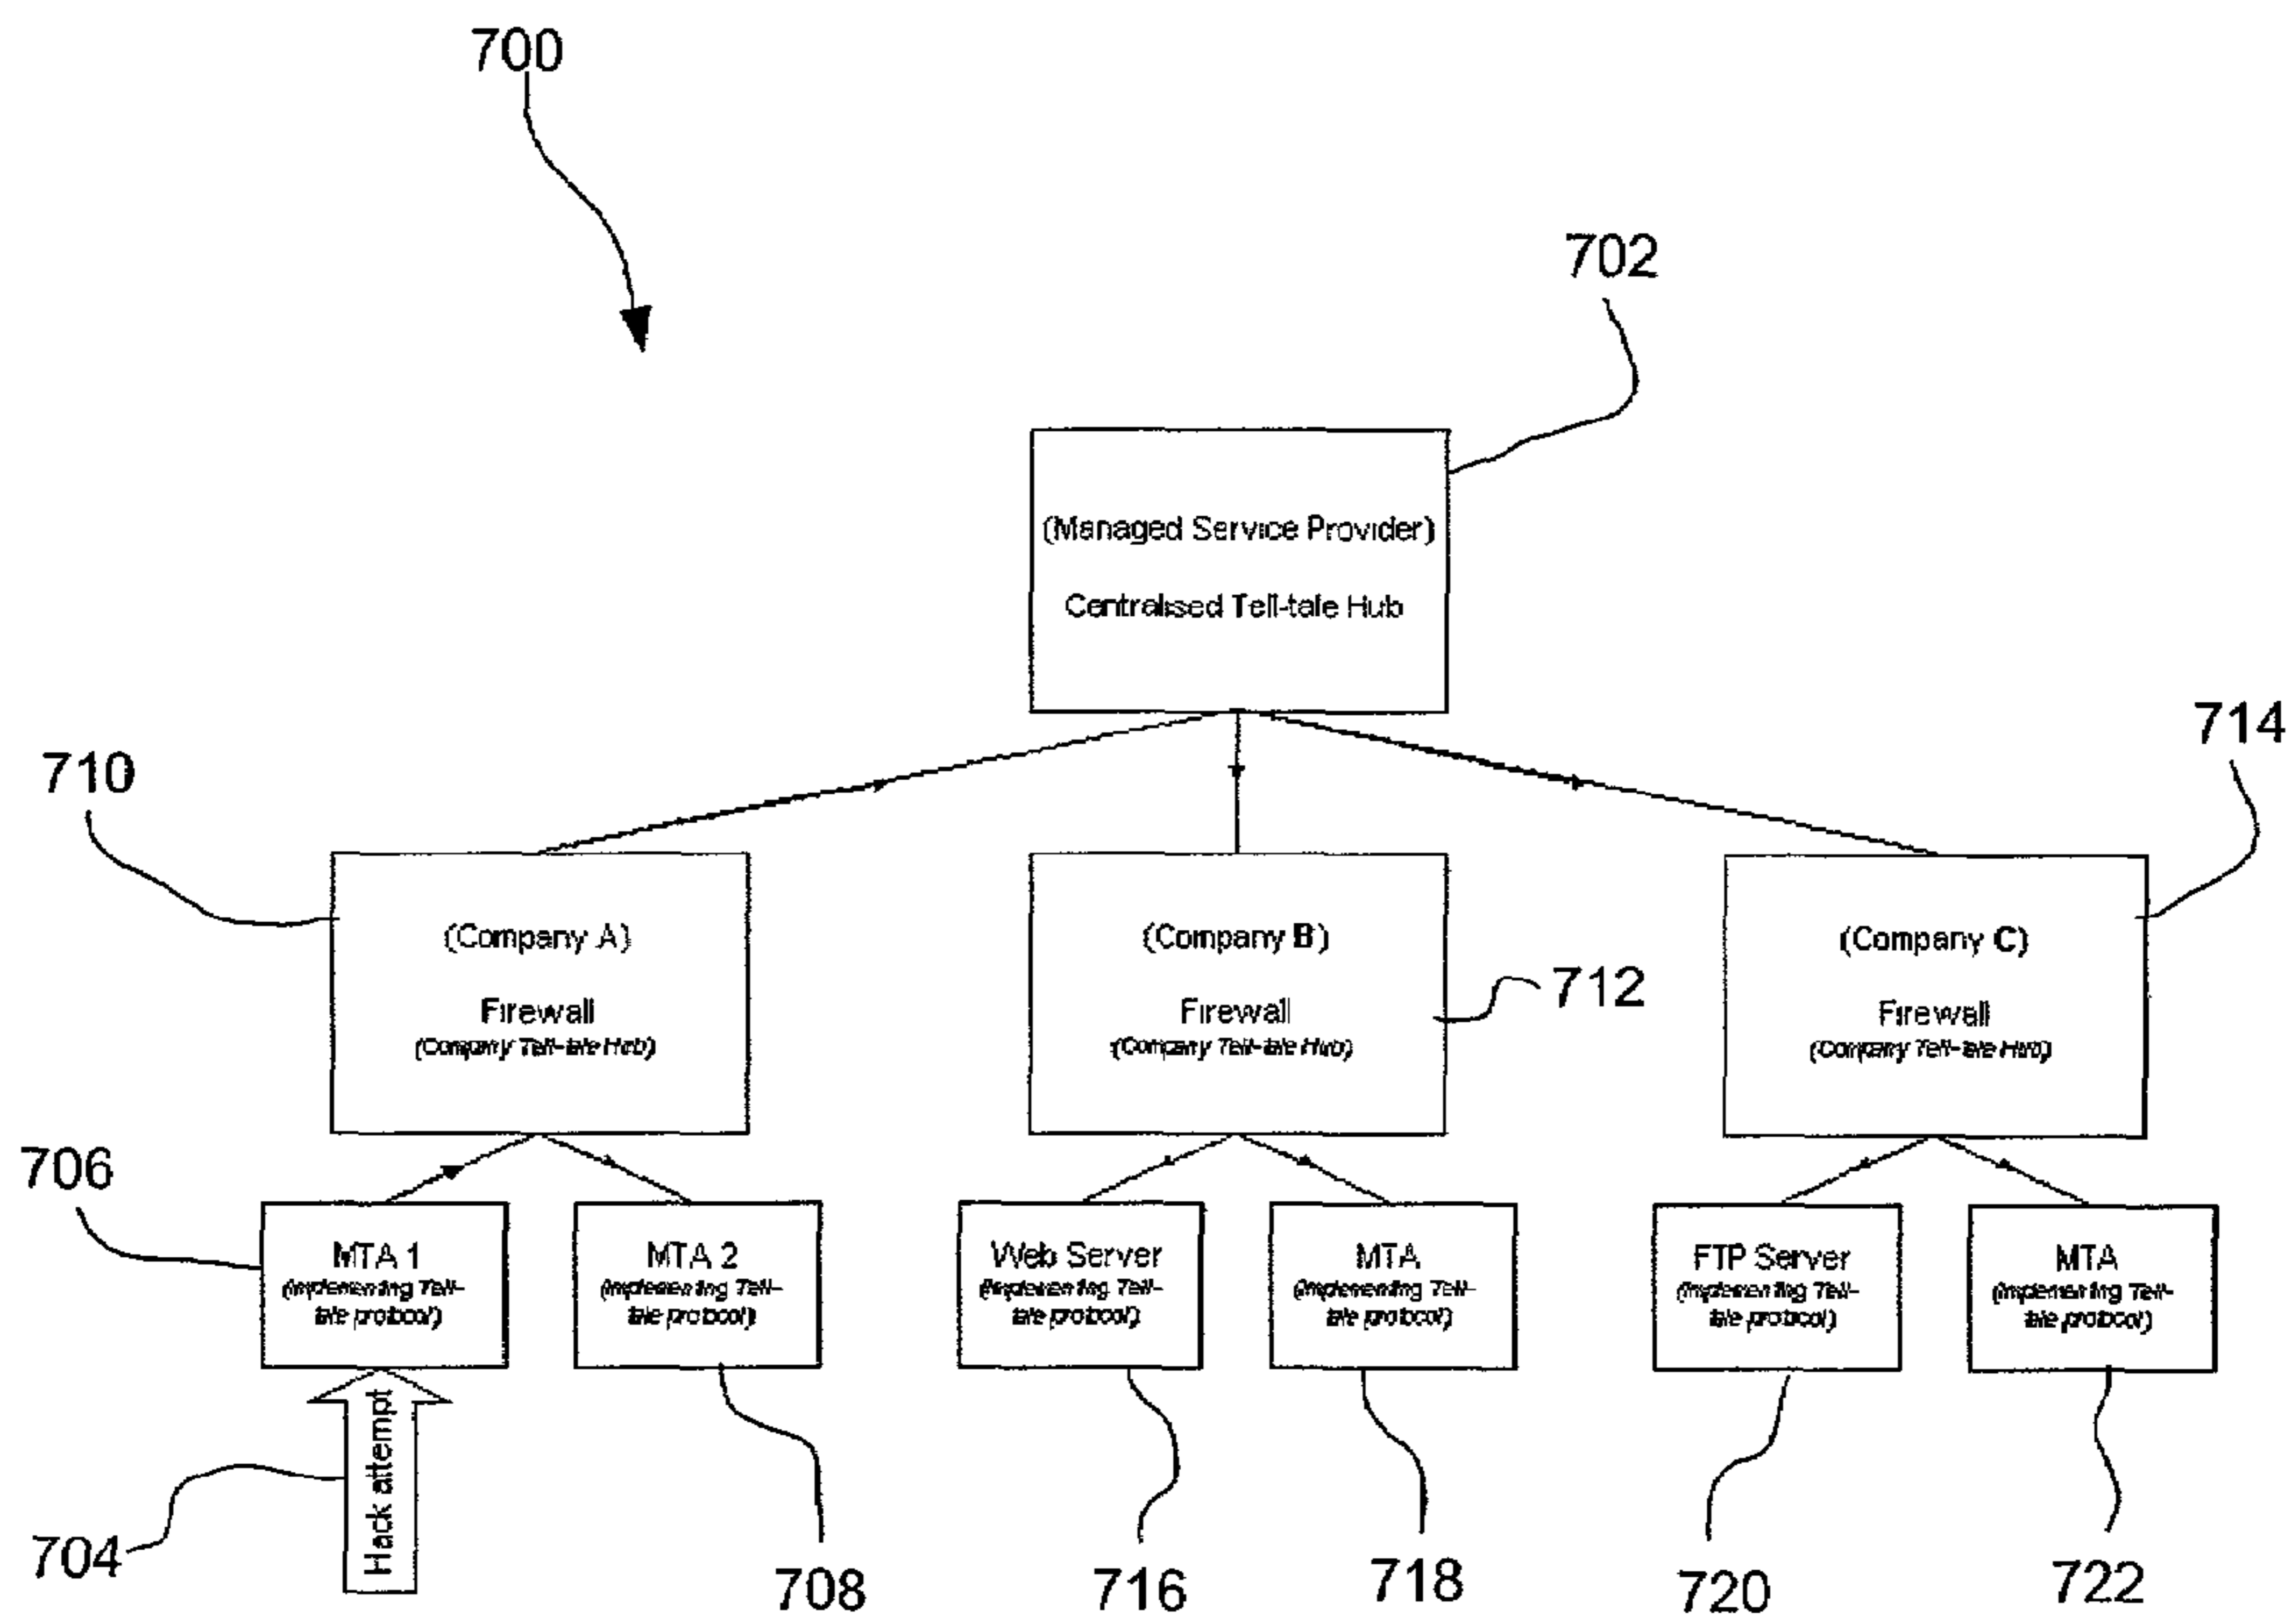 700
702
(Managed Service Provider)
Centralised Tell-tale Hub
714
710
(Company A)
Firewall
(Company Tell-tale Hub)
(Company B)
Firewall
(Company Tell-tale Hub)
712
(Company C)
Firewall
(Company Tell-tale Hub)
706
MTA 1
(Implementing Tell-
tale protocol)
MTA 2
(Implementing Tell-
tale protocol)
Web Server
(Implementing Tell-
tale protocol)
MTA
(Implementing Tell-
tale protocol)
FTP Server
(Implementing Tell-
tale protocol)
MTA
(Implementing Tell-
tale protocol)
Hack attempt
704
708
716
718
720
722